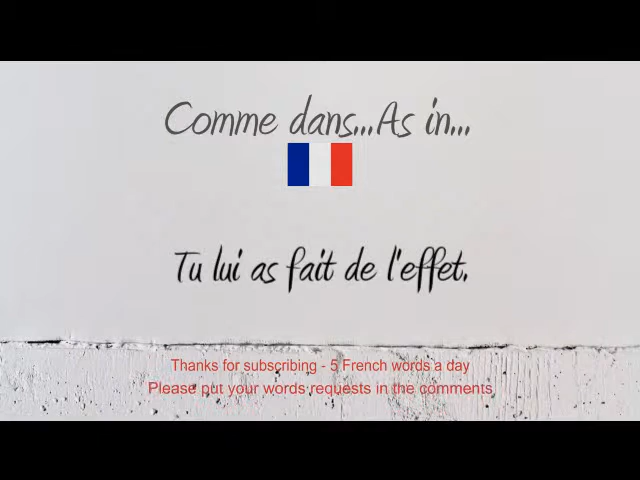 Comme dans...As in...
Tu lui as fait de l'effet.
Thanks for subscribing - 5 French words a day
Please put your words requests in the comments